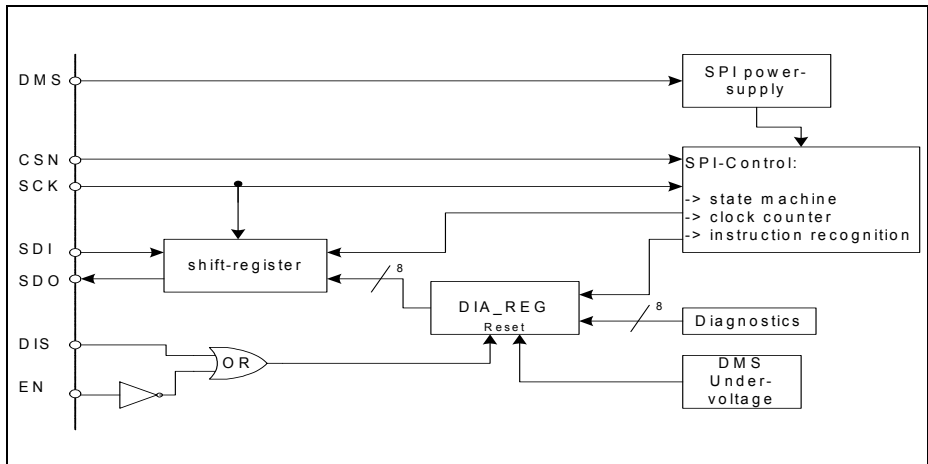 DMS
SPI power-
supply
CSN
SCK
SPI-Control:
-> state machine
-> clock counter
-> instruction recognition
SDI
SDO
shift-register
8
DIA_REG
Reset
8
Diagnostics
DIS
EN
OR
DMS
Under-
voltage